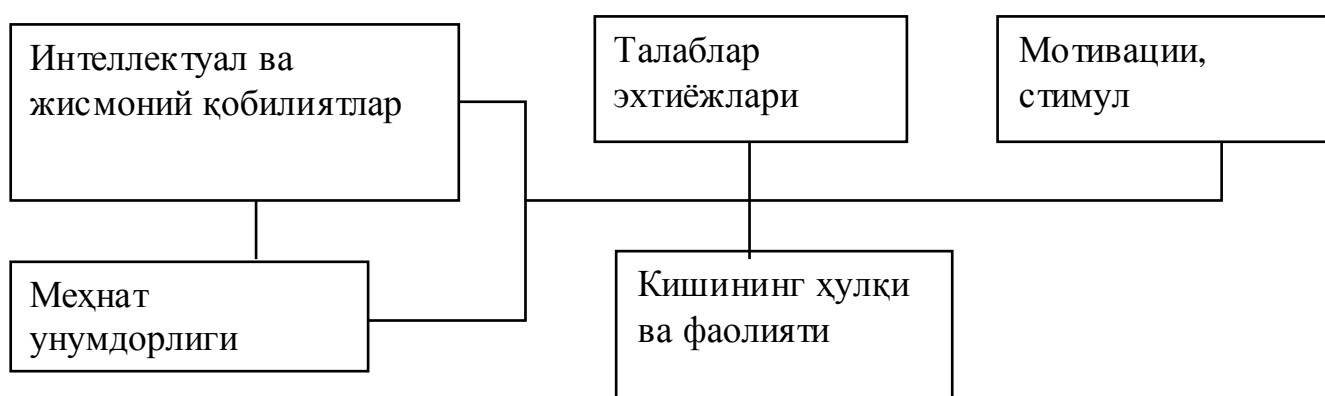 Интеллектуал ва
жисмоний қобилиятлар
Талаблар
эхтиёжлари
Мотивации,
стимул
Меҳнат
унумдорлиги
Кишининг ҳулқи
ва фаолияти